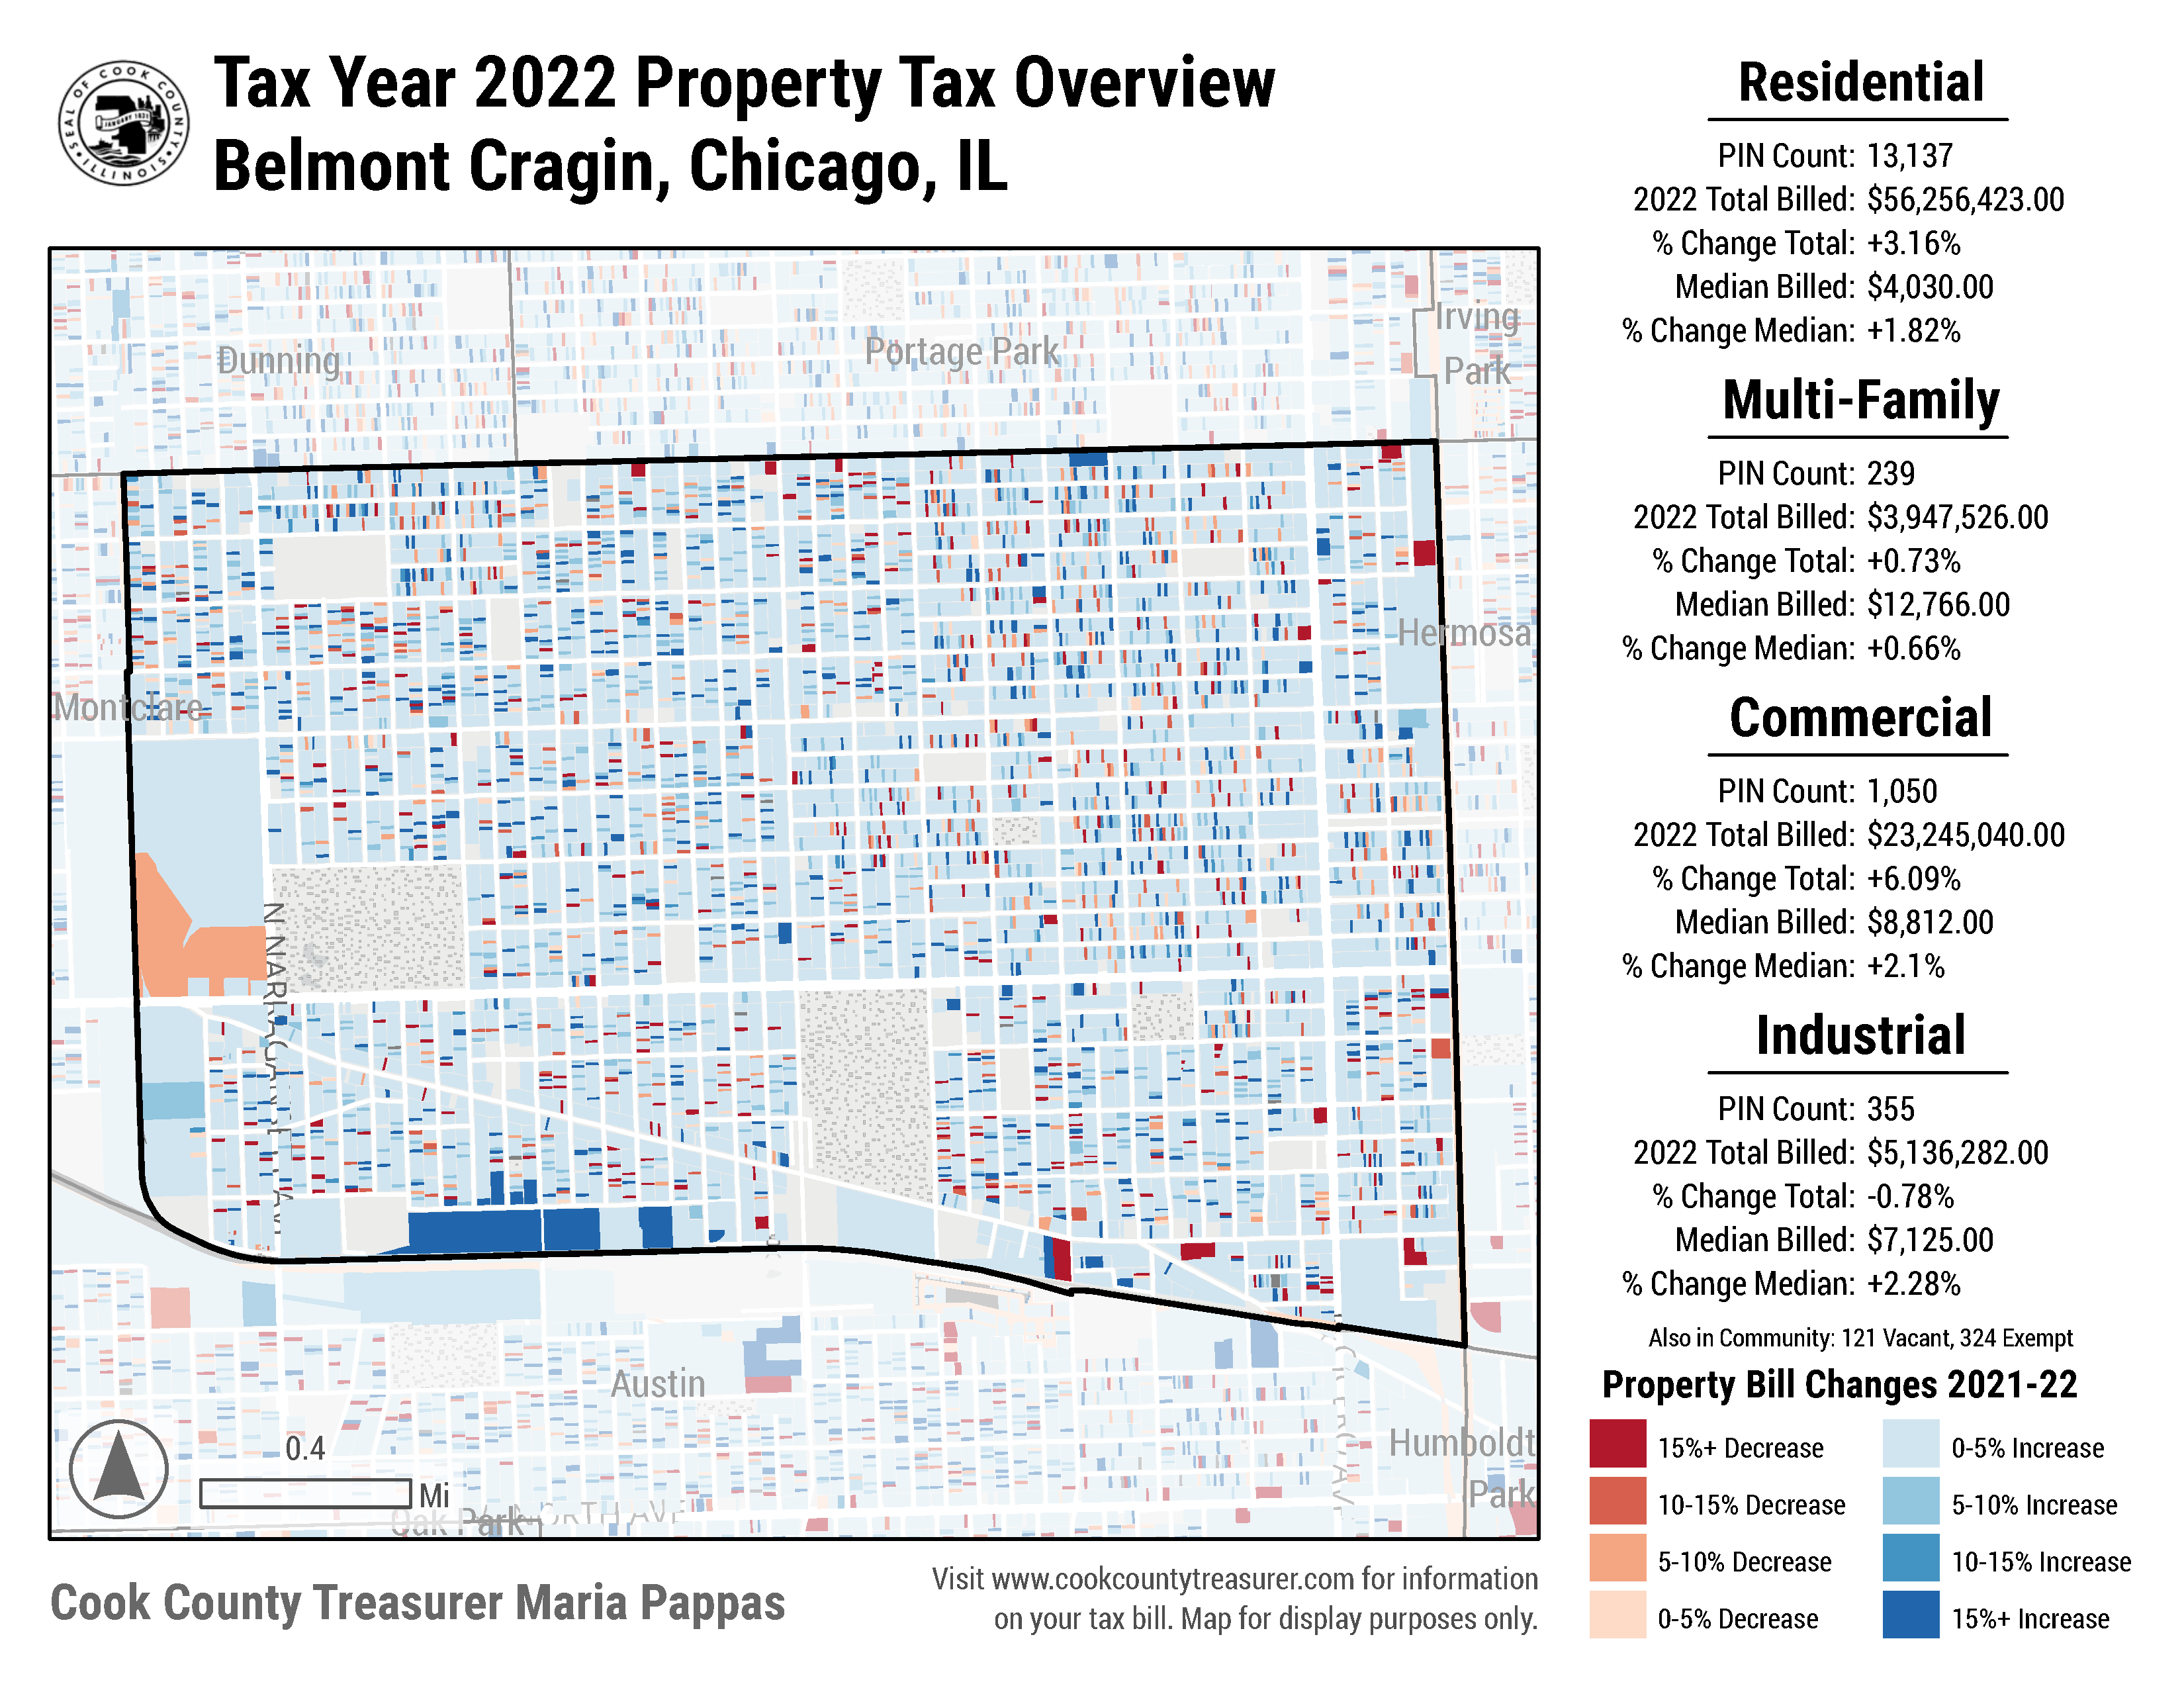 Tax Year 2022 Property Tax Overview
Belmont Cragin, Chicago, IL
SEAL OF COOK COUNTY
ILLINOIS
JANUARY 1831
Dunning
Portage Park
Irving
Park
Hermosa
Montclare
Austin
Humboldt
Park
Oak Park
0.4
Mi
Cook County Treasurer Maria Pappas
Visit www.cookcountytreasurer.com for information
on your tax bill. Map for display purposes only.
Residential
PIN Count: 13,137
2022 Total Billed: $56,256,423.00
% Change Total: +3.16%
Median Billed: $4,030.00
% Change Median: +1.82%
Multi-Family
PIN Count: 239
2022 Total Billed: $3,947,526.00
% Change Total: +0.73%
Median Billed: $12,766.00
% Change Median: +0.66%
Commercial
PIN Count: 1,050
2022 Total Billed: $23,245,040.00
% Change Total: +6.09%
Median Billed: $8,812.00
% Change Median: +2.1%
Industrial
PIN Count: 355
2022 Total Billed: $5,136,282.00
% Change Total: -0.78%
Median Billed: $7,125.00
% Change Median: +2.28%
Also in Community: 121 Vacant, 324 Exempt
Property Bill Changes 2021-22
15%+ Decrease
0-5% Increase
10-15% Decrease
5-10% Increase
5-10% Decrease
10-15% Increase
0-5% Decrease
15%+ Increase